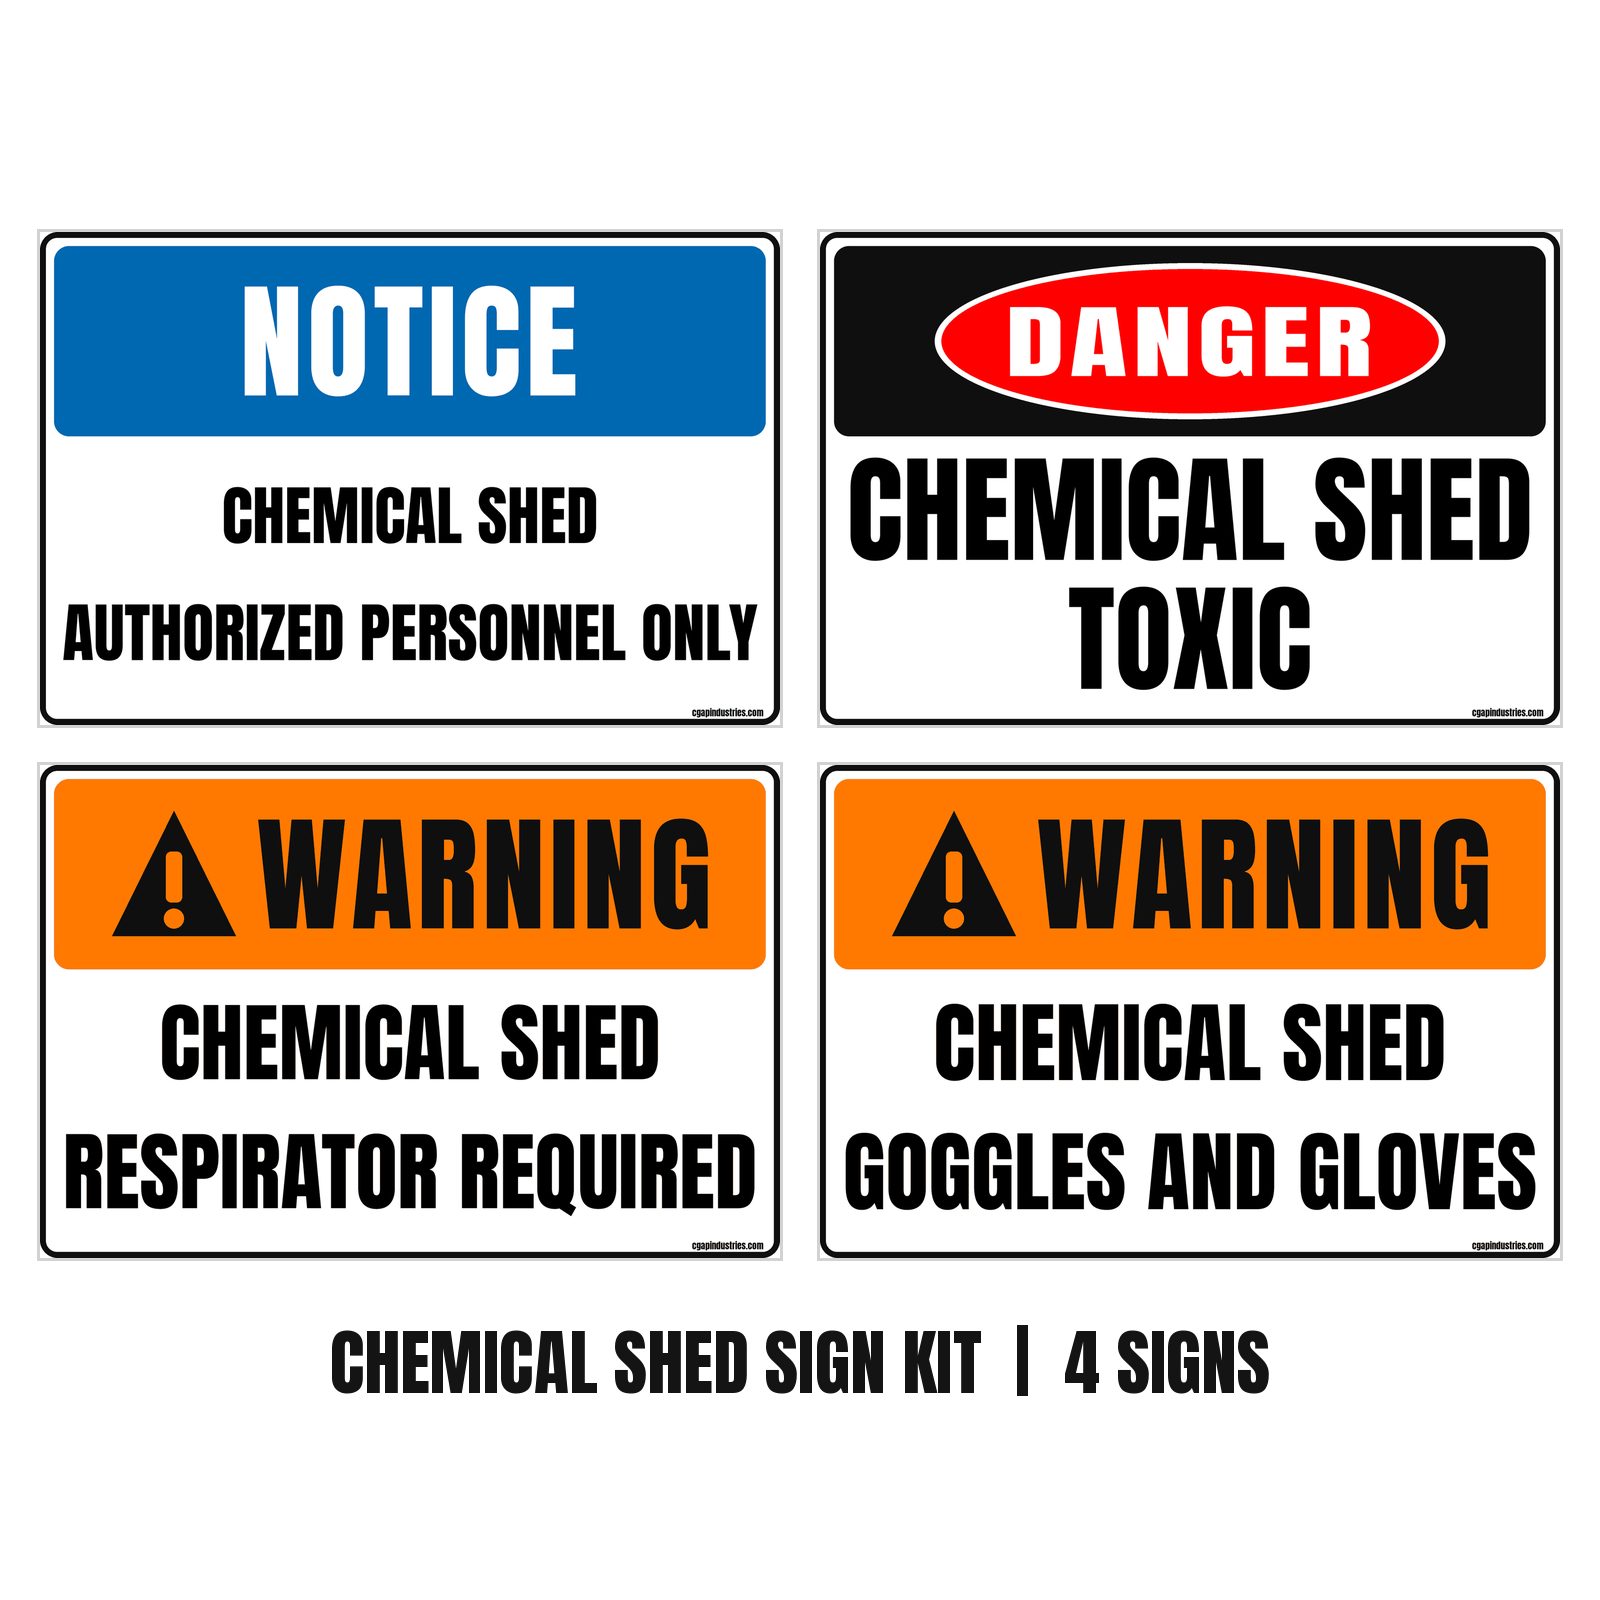 NOTICE
CHEMICAL SHED
AUTHORIZED PERSONNEL ONLY
cgapindustries.com
DANGER
CHEMICAL SHED
TOXIC
cgapindustries.com
WARNING
CHEMICAL SHED
RESPIRATOR REQUIRED
cgapindustries.com
WARNING
CHEMICAL SHED
GOGGLES AND GLOVES
cgapindustries.com
CHEMICAL SHED SIGN KIT | 4 SIGNS